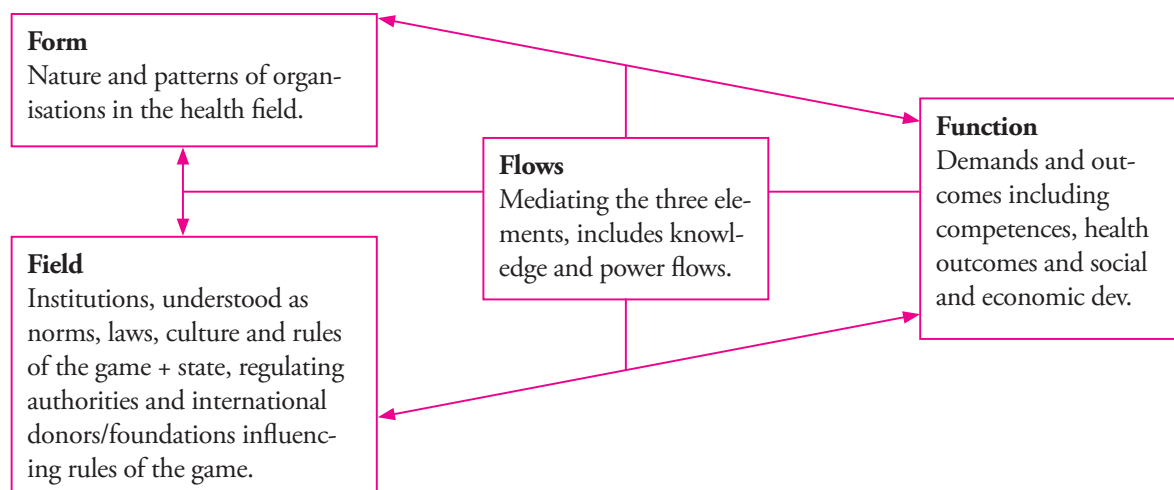 Form
Nature and patterns of organ-
isations in the health field.
Flows
Mediating the three ele-
ments, includes knowl-
edge and power flows.
Function
Demands and out-
comes including
competences, health
outcomes and social
and economic dev.
Field
Institutions, understood as
norms, laws, culture and rules
of the game + state, regulating
authorities and international
donors/foundations influenc-
ing rules of the game.